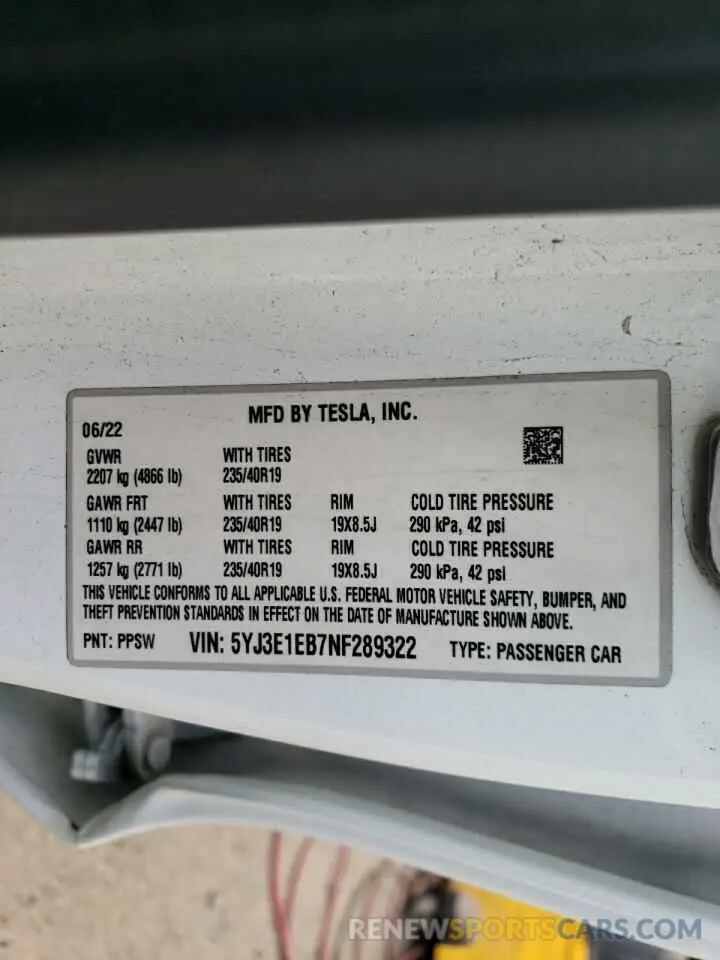 MFD BY TESLA, INC.
06/22
GVWR WITH TIRES
2207 kg (4866 lb) 235/40R19
GAWR FRT WITH TIRES RIM COLD TIRE PRESSURE
1110 kg (2447 lb) 235/40R19 19X8.5J 290 kPa, 42 psi
GAWR RR WITH TIRES RIM COLD TIRE PRESSURE
1257 kg (2771 lb) 235/40R19 19X8.5J 290 kPa, 42 psi
THIS VEHICLE CONFORMS TO ALL APPLICABLE U.S. FEDERAL MOTOR VEHICLE SAFETY, BUMPER, AND
THEFT PREVENTION STANDARDS IN EFFECT ON THE DATE OF MANUFACTURE SHOWN ABOVE.
PNT: PPSW VIN: 5YJ3E1EB7NF289322 TYPE: PASSENGER CAR
RENEWSPORTSCARS.COM